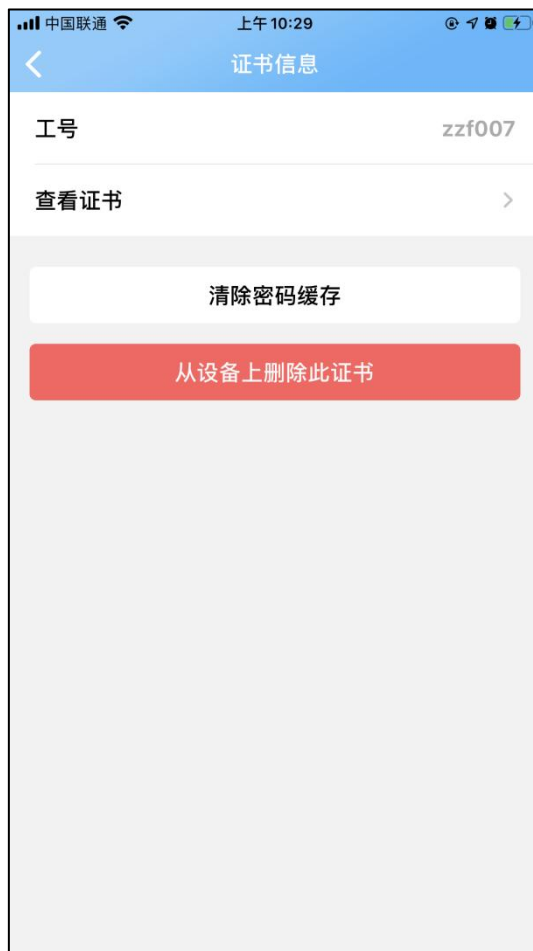 中国联通 上午10:29
证书信息
工号 zzf007
查看证书
清除密码缓存
从设备上删除此证书